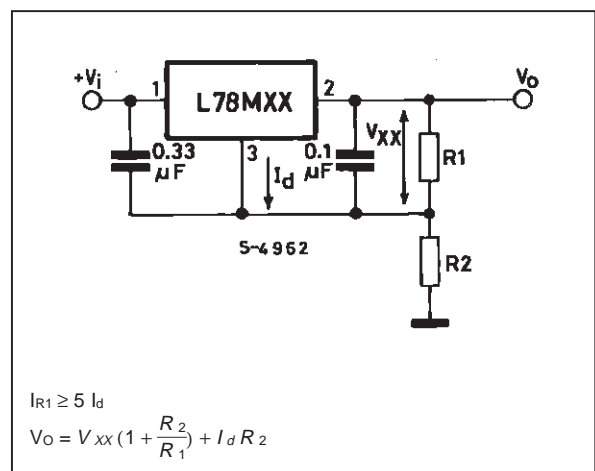 +Vi
1
L78MXX
2
Vo
0.33
μF
3
Id
0.1
μF
VXX
R1
S-4962
R2
IR1 ≥ 5 Id
VO = VXX (1 + R2/R1) + Id R2